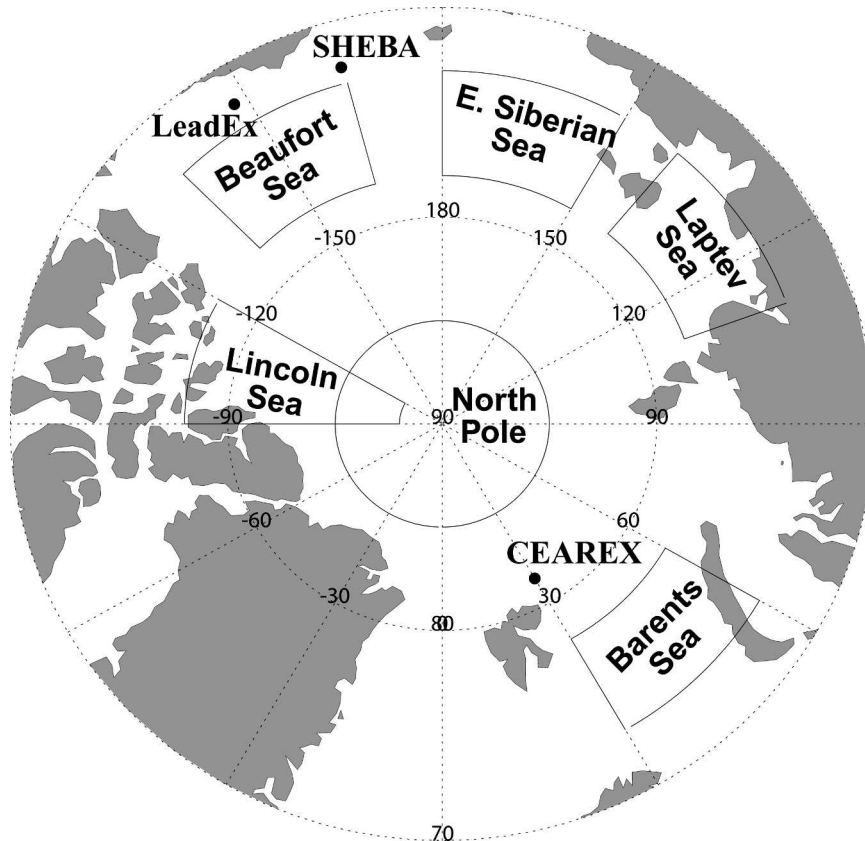 SHEBA
LeadEx
Beaufort
Sea
E. Siberian
Sea
Laptev
Sea
180
-150
150
-120
120
Lincoln
Sea
North
Pole
-90
90
90
-60
60
CEAREX
-30
30
80
0
Barents
Sea
70